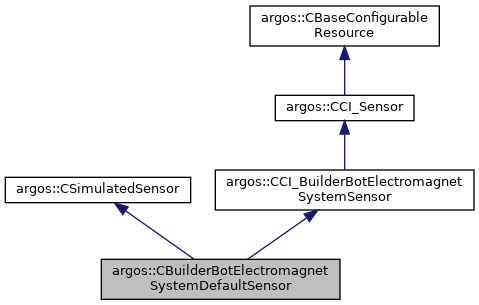 argos::CBaseConfigurable
Resource
argos::CCI_Sensor
argos::CSimulatedSensor
argos::CCI_BuilderBotElectromagnet
SystemSensor
argos::CBuilderBotElectromagnet
SystemDefaultSensor